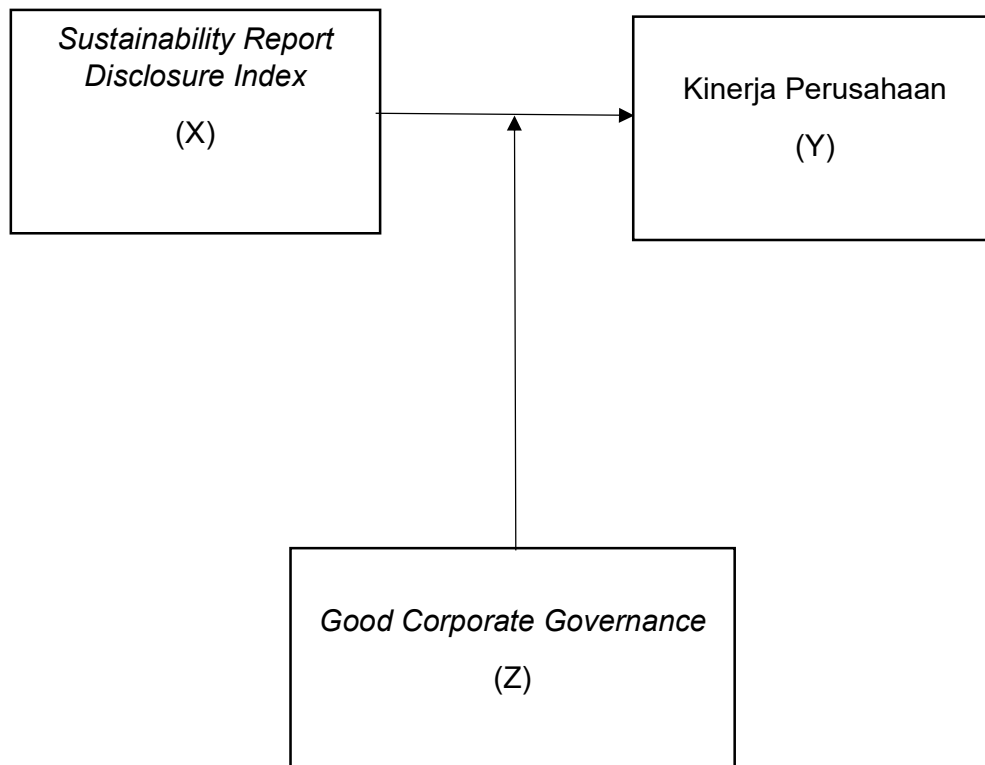 Sustainability Report
Disclosure Index
(X)
Kinerja Perusahaan
(Y)
Good Corporate Governance
(Z)